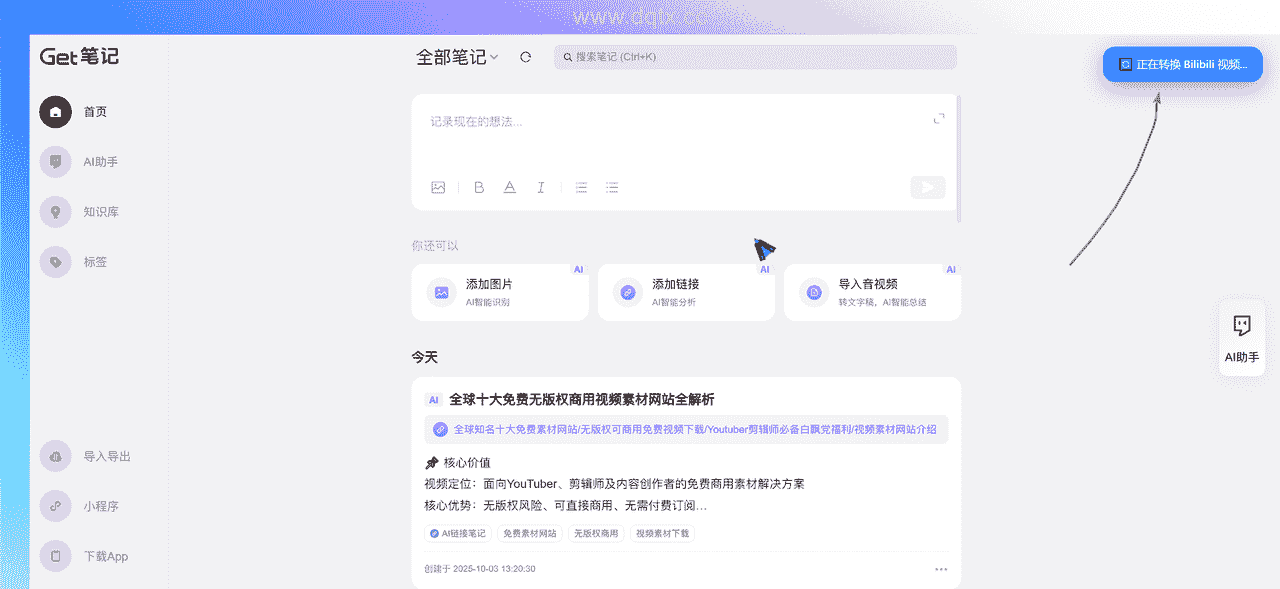 Get笔记
全部笔记
搜索笔记 (Ctrl+K)
正在转换 Bilibili 视频...
首页
AI助手
知识库
标签
导入导出
小程序
下载App
记录现在的想法...
B A I
你还可以
AI
添加图片
AI智能识别
AI
添加链接
AI智能分析
AI
导入音视频
转文字稿，AI智能总结
AI助手
今天
AI 全球十大免费无版权商用视频素材网站全解析
全球知名十大免费素材网站/无版权可商用免费视频下载/Youtuber剪辑师必备白飘党福利/视频素材网站介绍
核心价值
视频定位：面向YouTuber、剪辑师及内容创作者的免费商用素材解决方案
核心优势：无版权风险、可直接商用、无需付费订阅...
AI链接笔记 免费素材网站 无版权商用 视频素材下载
创建于 2025-10-03 13:20:30